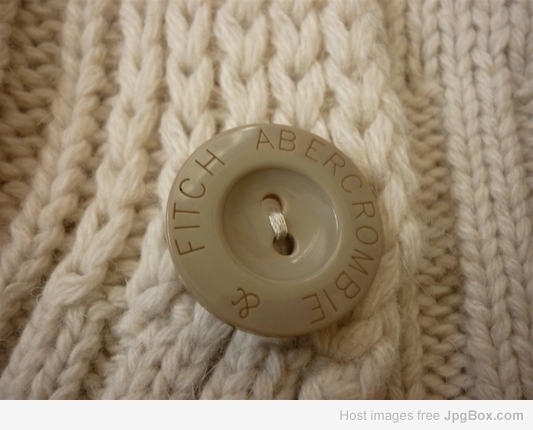 ABERCROMBIE & FITCH
Host images free JpgBox.com